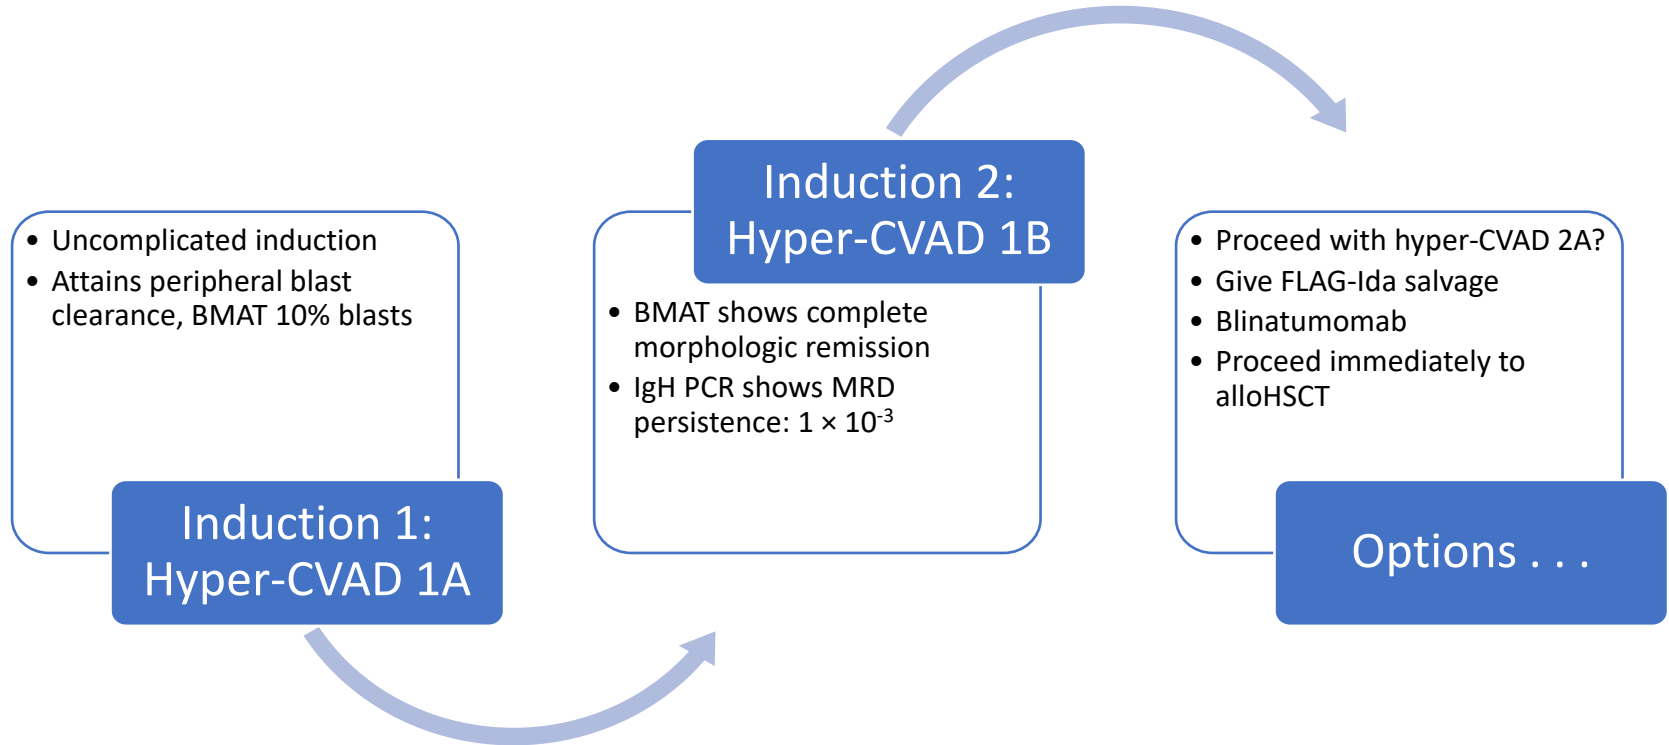 • Uncomplicated induction
• Attains peripheral blast
clearance, BMAT 10% blasts
Induction 1:
Hyper-CVAD 1A
Induction 2:
Hyper-CVAD 1B
• BMAT shows complete
morphologic remission
• IgH PCR shows MRD
persistence: 1 × 10⁻³
• Proceed with hyper-CVAD 2A?
• Give FLAG-Ida salvage
• Blinatumomab
• Proceed immediately to
alloHSCT
Options . . .